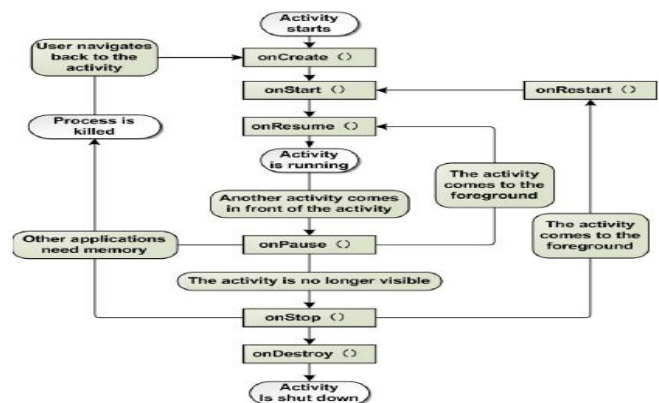 Activity
starts
User navigates
back to the
activity
onCreate ()
onStart ()
onRestart ()
onResume ()
Process is
killed
Activity
is running
The activity
comes to the
foreground
Another activity comes
in front of the activity
The activity
comes to the
foreground
Other applications
need memory
onPause ()
The activity is no longer visible
onStop ()
onDestroy ()
Activity
Is shut down